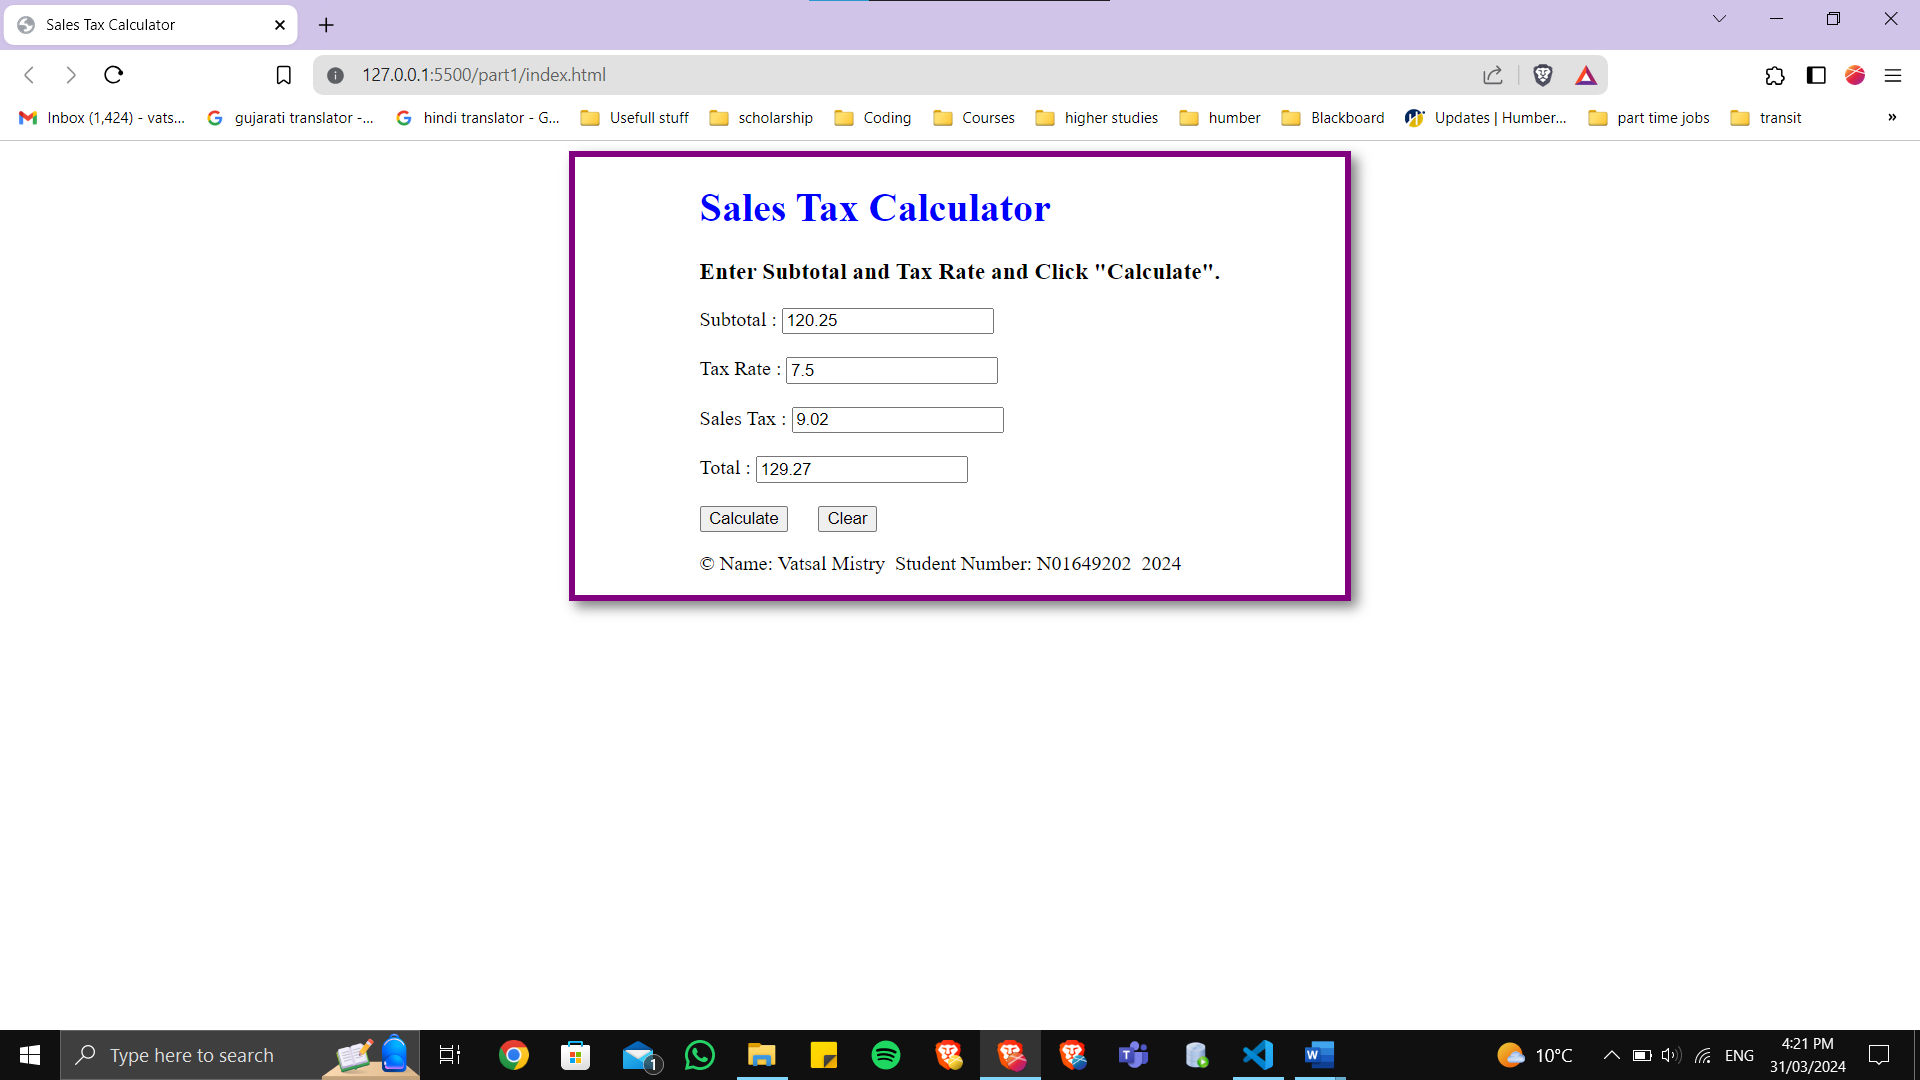 Sales Tax Calculator
127.0.0.1:5500/part1/index.html
Inbox (1,424) - vats... gujarati translator -... hindi translator - G... Usefull stuff scholarship Coding Courses higher studies humber Blackboard Updates | Humber... part time jobs transit »
Sales Tax Calculator
Enter Subtotal and Tax Rate and Click "Calculate".
Subtotal : 120.25
Tax Rate : 7.5
Sales Tax : 9.02
Total : 129.27
Calculate Clear
© Name: Vatsal Mistry  Student Number: N01649202  2024
Type here to search 1 10°C ENG 4:21 PM
31/03/2024